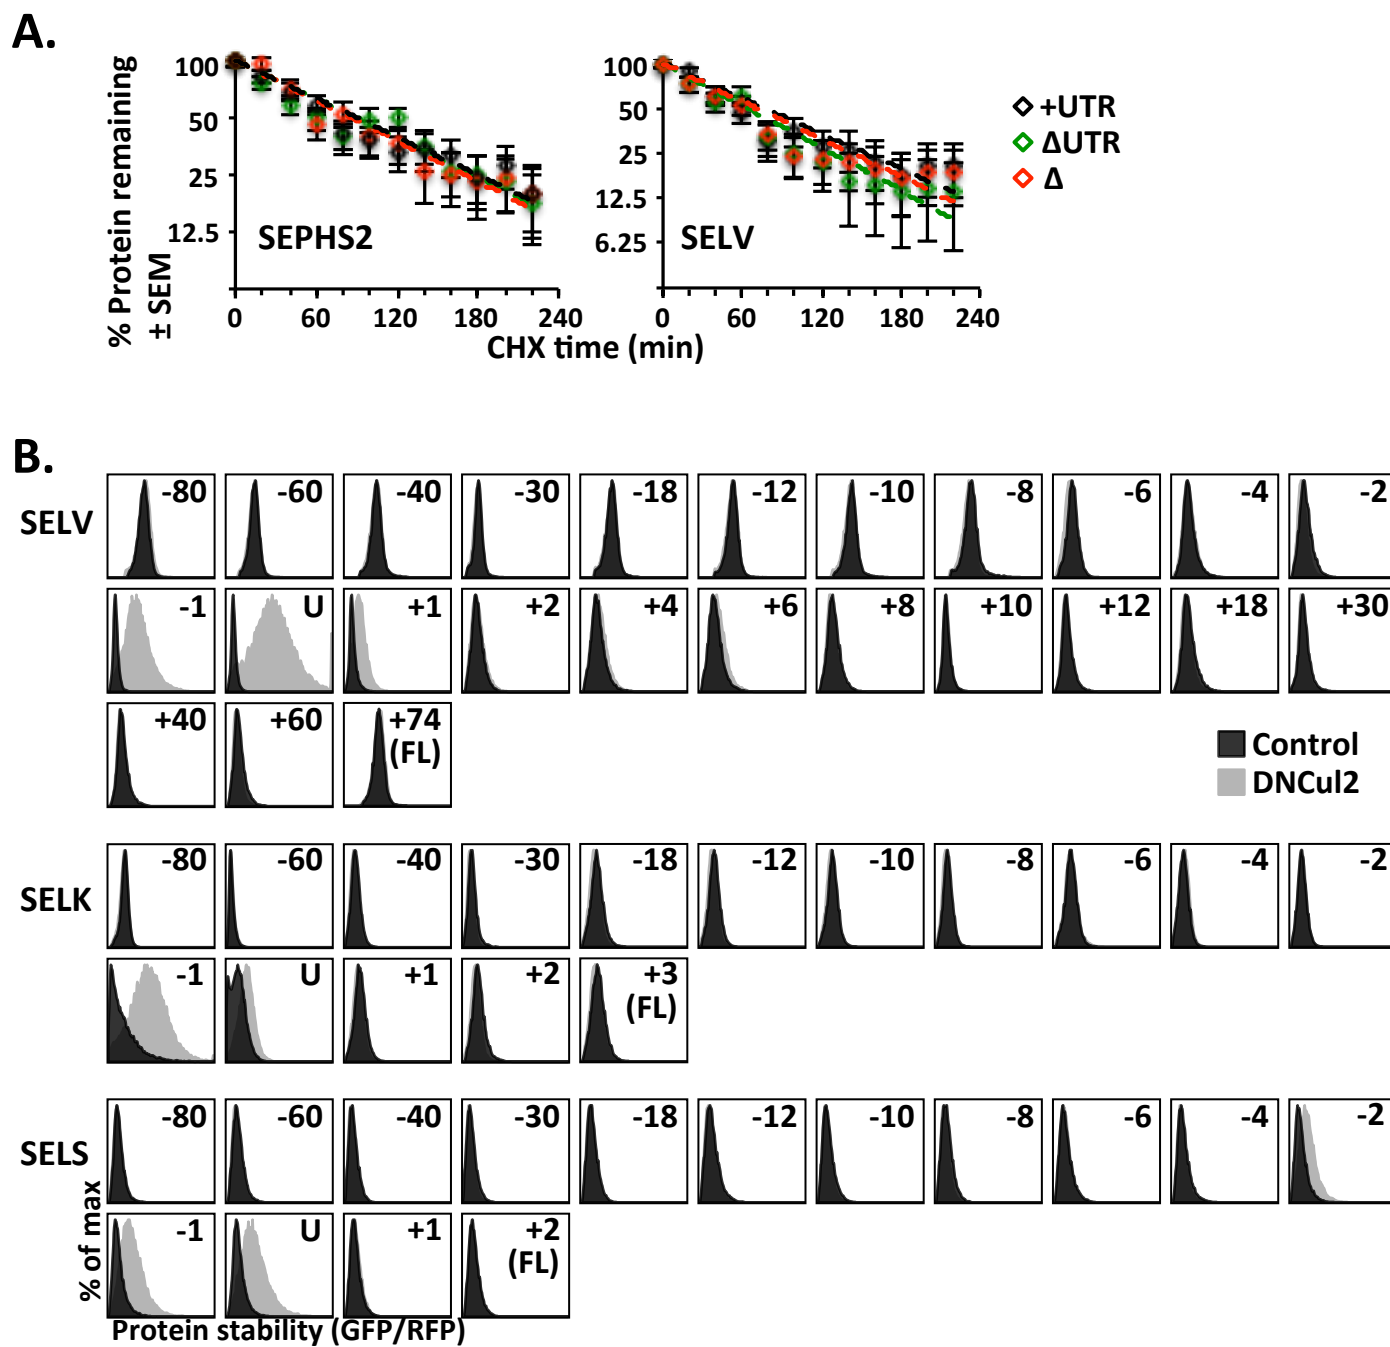 A.
% Protein remaining
± SEM
100
50
25
12.5
SEPHS2
0 60 120 180 240
100
50
25
12.5
6.25
SELV
0 60 120 180 240
CHX time (min)
+UTR
ΔUTR
Δ
B.
SELV
-80 -60 -40 -30 -18 -12 -10 -8 -6 -4 -2
-1 U +1 +2 +4 +6 +8 +10 +12 +18 +30
+40 +60 +74
(FL)
Control
DNCul2
SELK
-80 -60 -40 -30 -18 -12 -10 -8 -6 -4 -2
-1 U +1 +2 +3
(FL)
SELS
-80 -60 -40 -30 -18 -12 -10 -8 -6 -4 -2
-1 U +1 +2
(FL)
% of max
Protein stability (GFP/RFP)